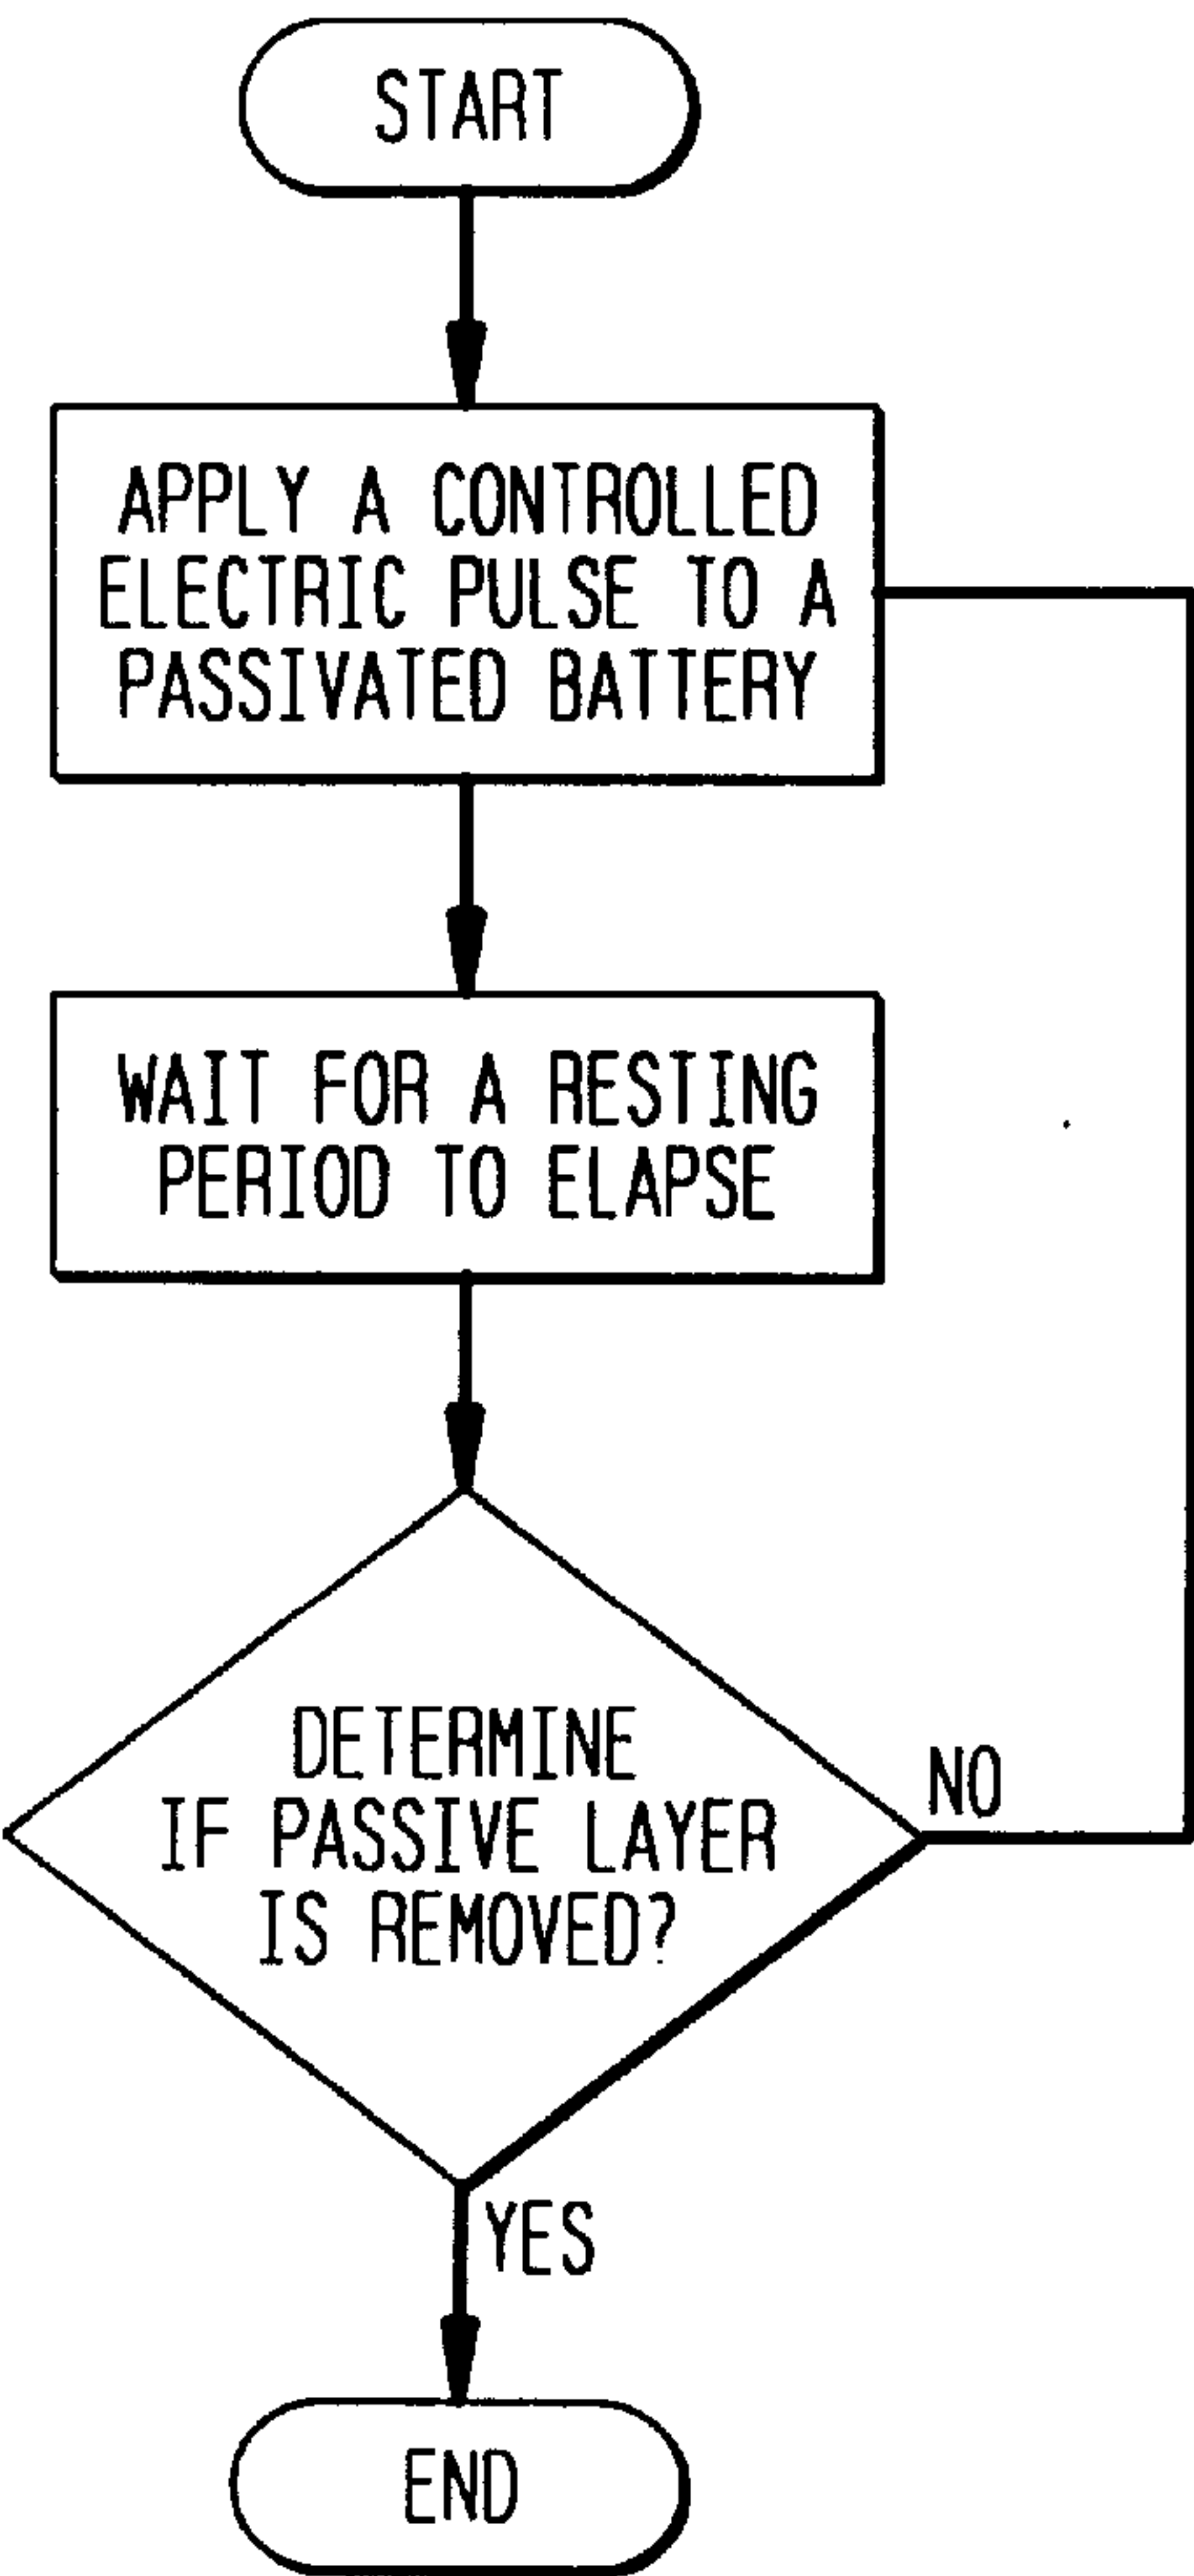 START
APPLY A CONTROLLED
ELECTRIC PULSE TO A
PASSIVATED BATTERY
WAIT FOR A RESTING
PERIOD TO ELAPSE
DETERMINE
IF PASSIVE LAYER
IS REMOVED?
NO
YES
END